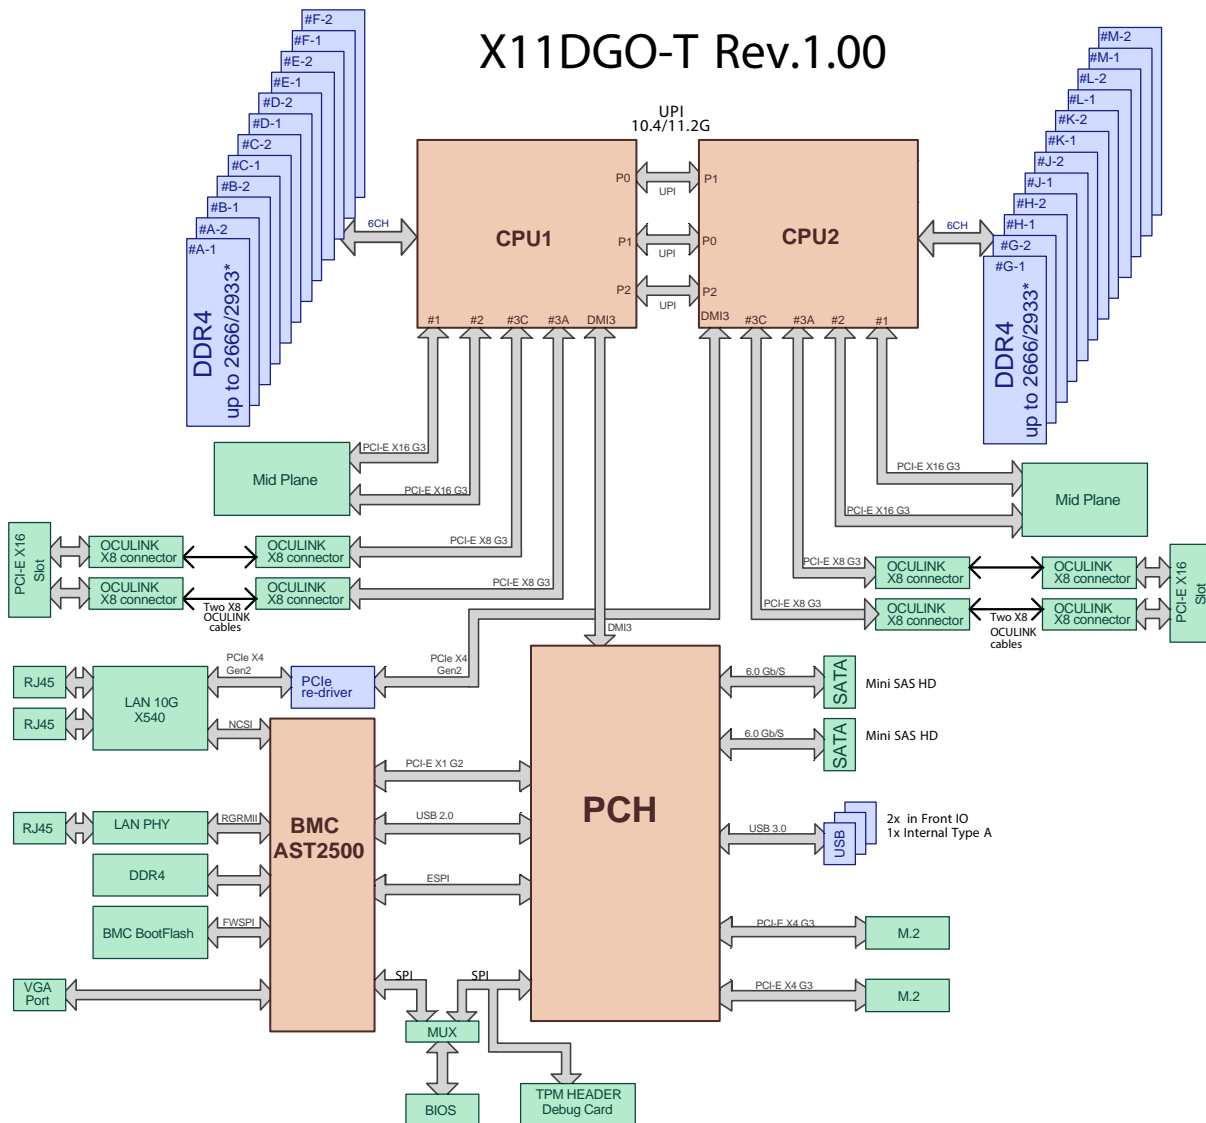 X11DGO-T Rev.1.00
#F-2
#F-1
#E-2
#E-1
#D-2
#D-1
#C-2
#C-1
#B-2
#B-1
#A-2
#A-1
DDR4
up to 2666/2933*
6CH
UPI
10.4/11.2G
CPU1
P0
P1
P2
#1
#2
#3C
#3A
DMI3
UPI
UPI
UPI
CPU2
P1
P0
P2
DMI3
#3C
#3A
#2
#1
6CH
#M-2
#M-1
#L-2
#L-1
#K-2
#K-1
#J-2
#J-1
#H-2
#H-1
#G-2
#G-1
DDR4
up to 2666/2933*
Mid Plane
PCI-E X16 G3
PCI-E X16 G3
PCI-E X16 G3
PCI-E X16 G3
Mid Plane
PCI-E X16
Slot
OCULINK
X8 connector
OCULINK
X8 connector
PCI-E X8 G3
OCULINK
X8 connector
OCULINK
X8 connector
PCI-E X8 G3
Two X8
OCULINK
cables
PCI-E X8 G3
OCULINK
X8 connector
OCULINK
X8 connector
PCI-E X8 G3
OCULINK
X8 connector
OCULINK
X8 connector
Two X8
OCULINK
cables
PCI-E X16
Slot
DMI3
RJ45
RJ45
LAN 10G
X540
PCIe X4
Gen2
PCIe
re-driver
PCIe X4
Gen2
NCSI
RJ45
LAN PHY
RGRMII
DDR4
BMC BootFlash
FWSPI
VGA
Port
BMC
AST2500
PCI-E X1 G2
USB 2.0
ESPI
SPI
SPI
MUX
BIOS
TPM HEADER
Debug Card
PCH
6.0 Gb/S
SATA
Mini SAS HD
6.0 Gb/S
SATA
Mini SAS HD
USB 3.0
USB
2x in Front IO
1x Internal Type A
PCI-E X4 G3
M.2
PCI-E X4 G3
M.2